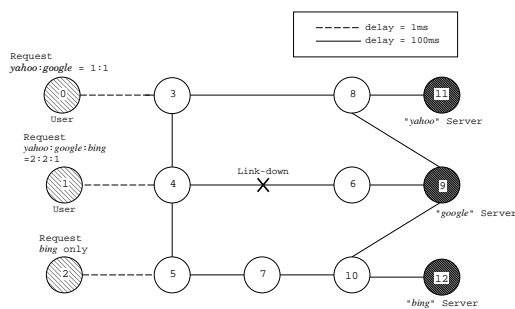 delay = 1ms
delay = 100ms
Request
yahoo:google = 1:1
0
User
3
8
11
"yahoo" Server
Request
yahoo:google:bing
=2:2:1
1
User
4
Link-down
6
9
"google" Server
Request
bing only
2
5
7
10
12
"bing" Server